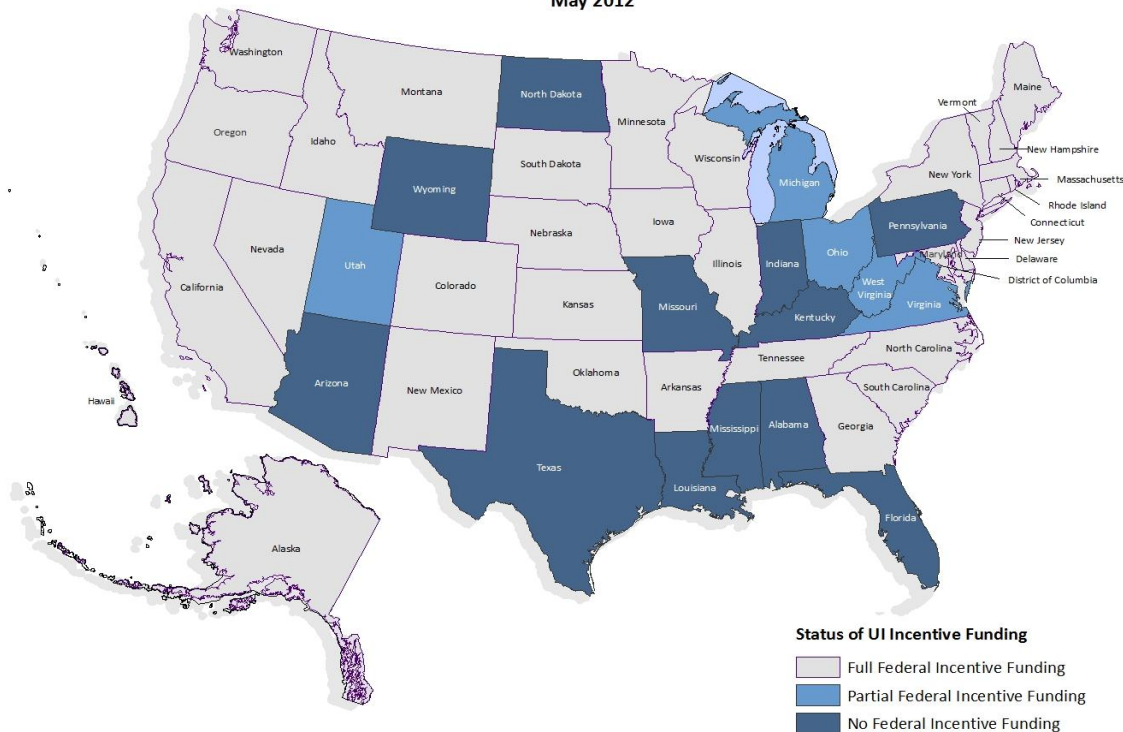 May 2012
Washington
Montana
North Dakota
Minnesota
Vermont
Maine
Oregon
Idaho
South Dakota
Wisconsin
Michigan
New York
New Hampshire
Massachusetts
Rhode Island
Connecticut
Wyoming
Nebraska
Iowa
Pennsylvania
New Jersey
Nevada
Utah
Colorado
Illinois
Indiana
Ohio
Maryland
Delaware
District of Columbia
California
Kansas
Missouri
West
Virginia
Virginia
Kentucky
Arizona
New Mexico
Oklahoma
Arkansas
Tennessee
North Carolina
South Carolina
Hawaii
Texas
Mississippi
Alabama
Georgia
Louisiana
Florida
Alaska
Status of UI Incentive Funding
Full Federal Incentive Funding
Partial Federal Incentive Funding
No Federal Incentive Funding